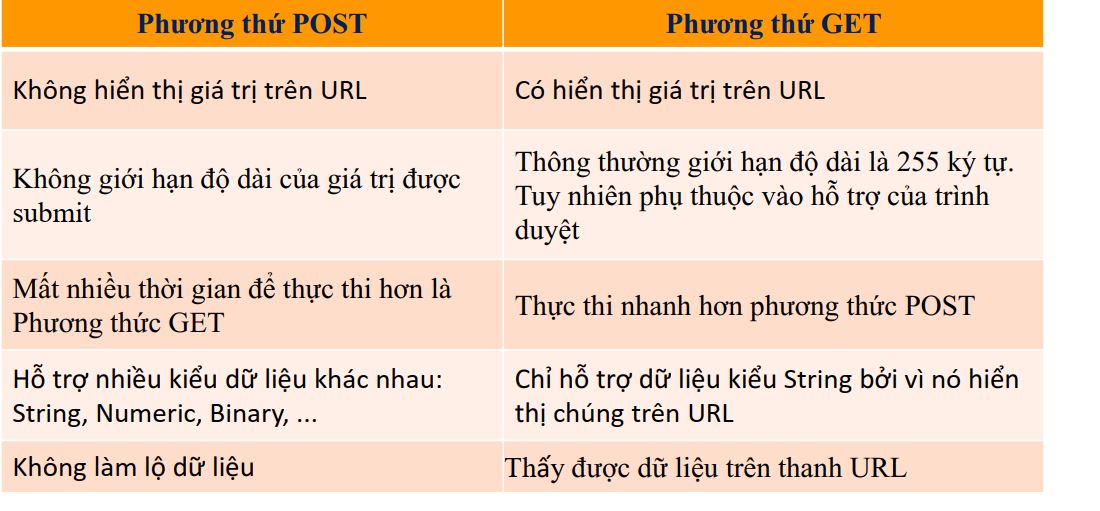 Phương thứ POST
Phương thứ GET
Không hiển thị giá trị trên URL
Có hiển thị giá trị trên URL
Không giới hạn độ dài của giá trị được
submit
Thông thường giới hạn độ dài là 255 ký tự.
Tuy nhiên phụ thuộc vào hỗ trợ của trình
duyệt
Mất nhiều thời gian để thực thi hơn là
Phương thức GET
Thực thi nhanh hơn phương thức POST
Hỗ trợ nhiều kiểu dữ liệu khác nhau:
String, Numeric, Binary, ...
Chỉ hỗ trợ dữ liệu kiểu String bởi vì nó hiển
thị chúng trên URL
Không làm lộ dữ liệu
Thấy được dữ liệu trên thanh URL